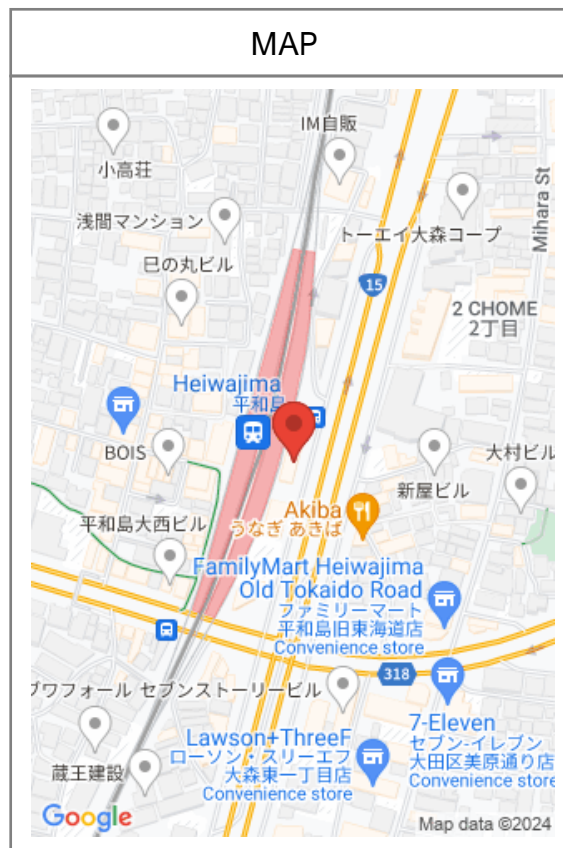 MAP
IM自販
小高荘
浅間マンション
トーエイ大森コープ
Mihara St
巳の丸ビル
15
2 CHOME
2丁目
Heiwajima
平和島
BOIS
大村ビル
新屋ビル
Akiba
うなぎ あきば
平和島大西ビル
FamilyMart Heiwajima
Old Tokaido Road
ファミリーマート
平和島旧東海道店
Convenience store
318
ブワフォール セブンストーリービル
7-Eleven
セブン-イレブン
大田区美原通り店
Convenience store
Lawson+ThreeF
ローソン・スリーエフ
大森東一丁目店
Convenience store
蔵王建設
Google
Map data ©2024